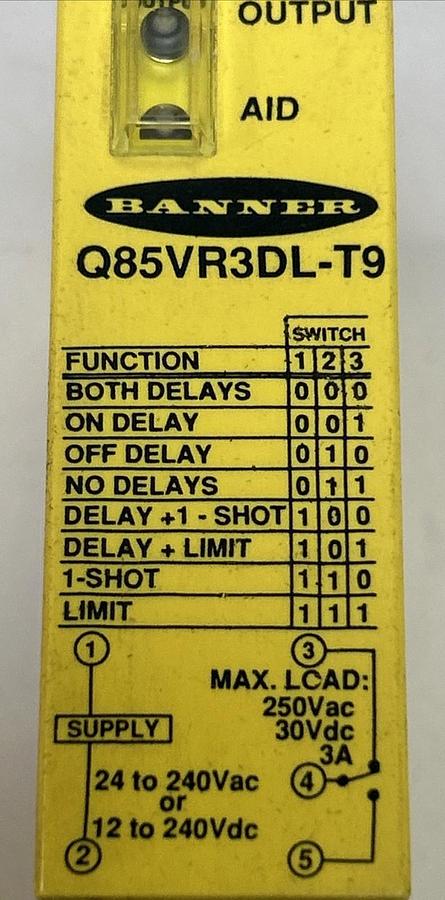 OUTPUT
AID
BANNER
Q85VR3DL-T9
SWITCH
FUNCTION 1 2 3
BOTH DELAYS 0 0 0
ON DELAY 0 0 1
OFF DELAY 0 1 0
NO DELAYS 0 1 1
DELAY +1 - SHOT 1 0 0
DELAY + LIMIT 1 0 1
1-SHOT 1 1 0
LIMIT 1 1 1
1 3
MAX. LOAD:
250Vac
30Vdc
3A
SUPPLY
4
24 to 240Vac
or
12 to 240Vdc
2 5